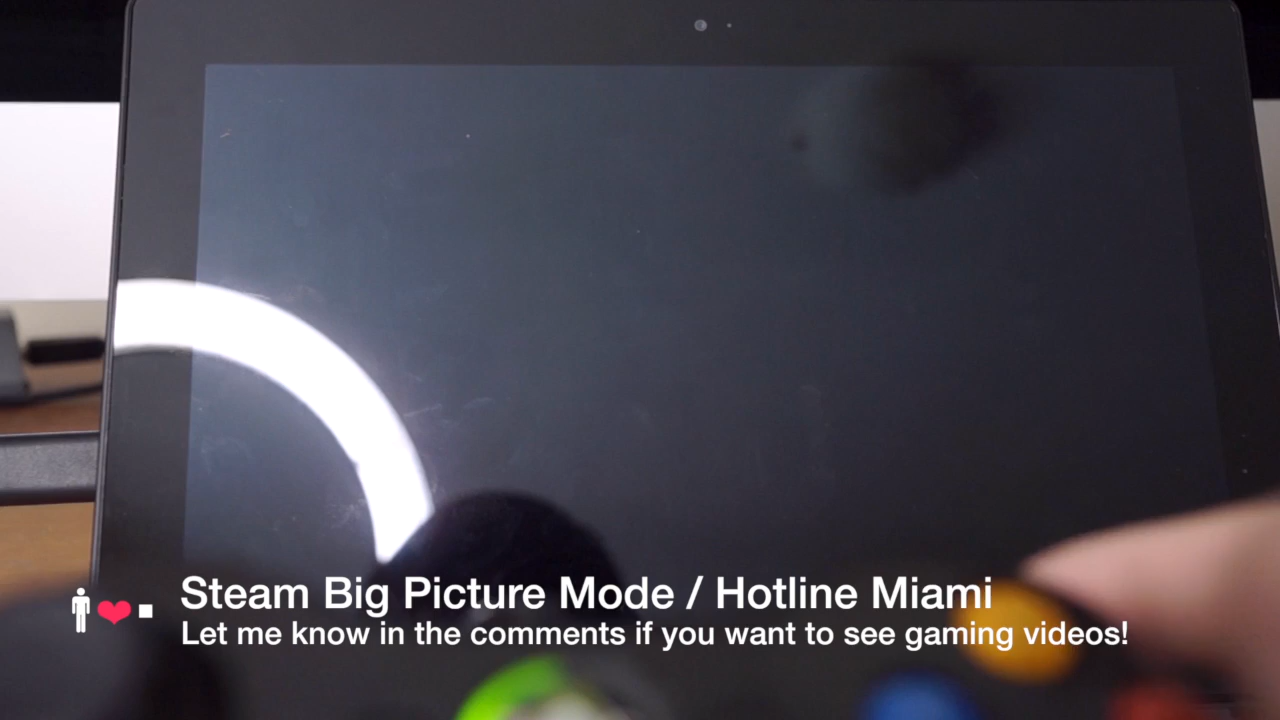 Steam Big Picture Mode / Hotline Miami
Let me know in the comments if you want to see gaming videos!